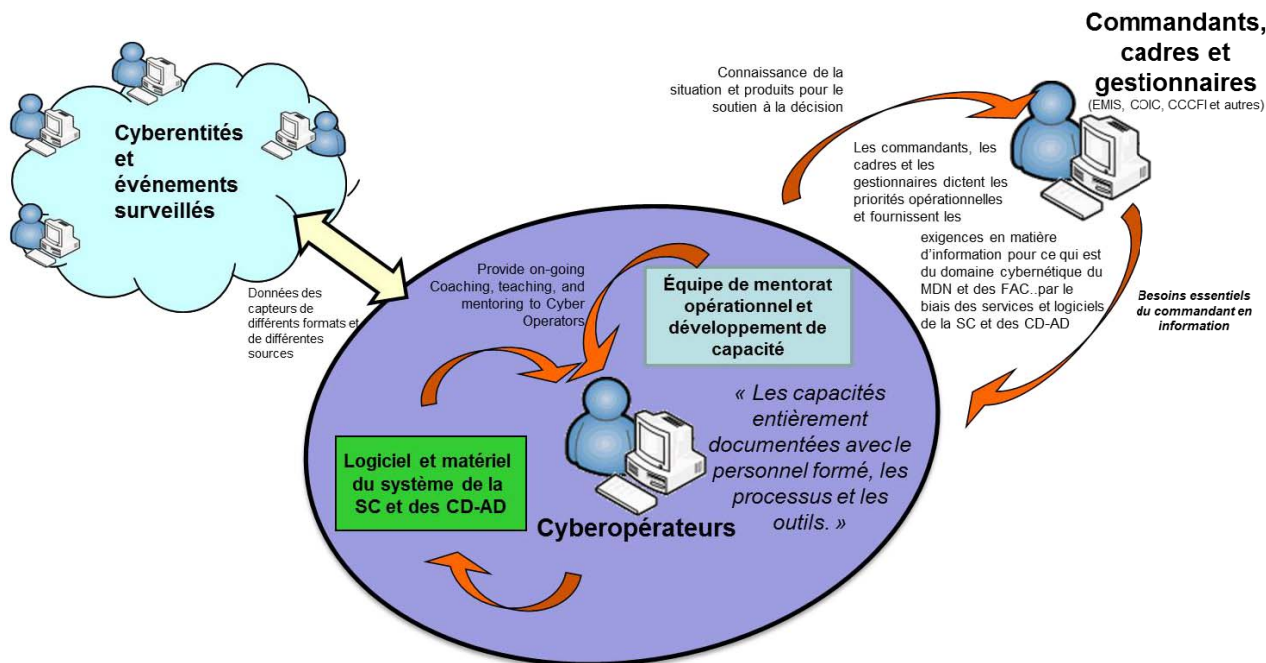 Commandants,
cadres et
gestionnaires
(EMIS, COIC, CCCFI et autres)
Connaissance de la
situation et produits pour le
soutien à la décision
Cyberentités
et
événements
surveillés
Les commandants, les
cadres et les
gestionnaires dictent les
priorités opérationnelles
et fournissent les
exigences en matière
d'information pour ce qui est
du domaine cybernétique du
MDN et des FAC..par le
biais des services et logiciels
de la SC et des CD-AD
Besoins essentiels
du commandant en
information
Données des
capteurs de
différents formats et
de différentes
sources
Provide on-going
Coaching, teaching, and
mentoring to Cyber
Operators
Équipe de mentorat
opérationnel et
développement de
capacité
« Les capacités
entièrement
documentées avec le
personnel formé, les
processus et les
outils. »
Logiciel et matériel
du système de la
SC et des CD-AD
Cyberopérateurs